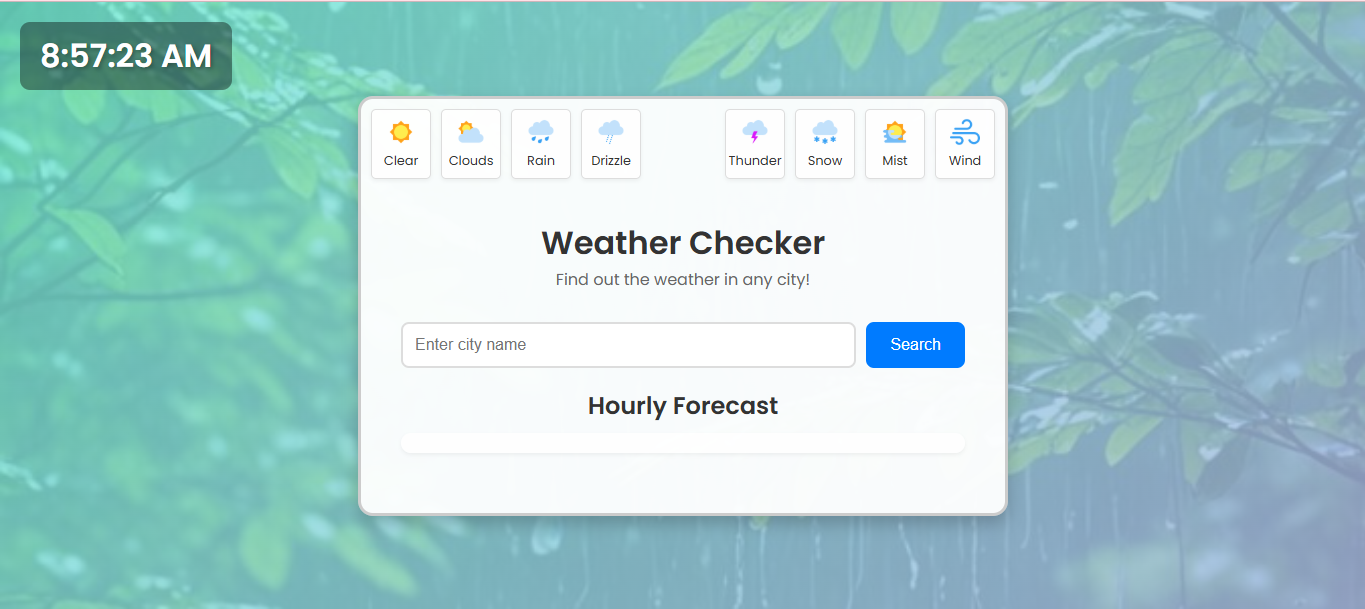 8:57:23 AM
Clear Clouds Rain Drizzle Thunder Snow Mist Wind
Weather Checker
Find out the weather in any city!
Enter city name Search
Hourly Forecast